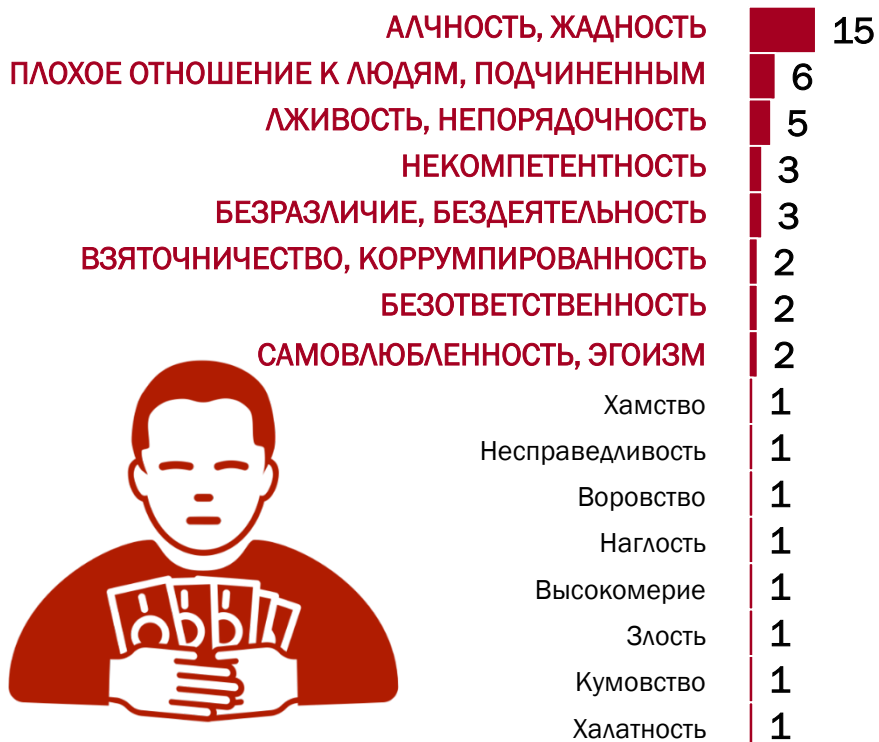 АЛЧНОСТЬ, ЖАДНОСТЬ 15
ПЛОХОЕ ОТНОШЕНИЕ К ЛЮДЯМ, ПОДЧИНЕННЫМ 6
ЛЖИВОСТЬ, НЕПОРЯДОЧНОСТЬ 5
НЕКОМПЕТЕНТНОСТЬ 3
БЕЗРАЗЛИЧИЕ, БЕЗДЕЯТЕЛЬНОСТЬ 3
ВЗЯТОЧНИЧЕСТВО, КОРРУМПИРОВАННОСТЬ 2
БЕЗОТВЕТСТВЕННОСТЬ 2
САМОВЛЮБЛЕННОСТЬ, ЭГОИЗМ 2
Хамство 1
Несправедливость 1
Воровство 1
Наглость 1
Высокомерие 1
Злость 1
Кумовство 1
Халатность 1